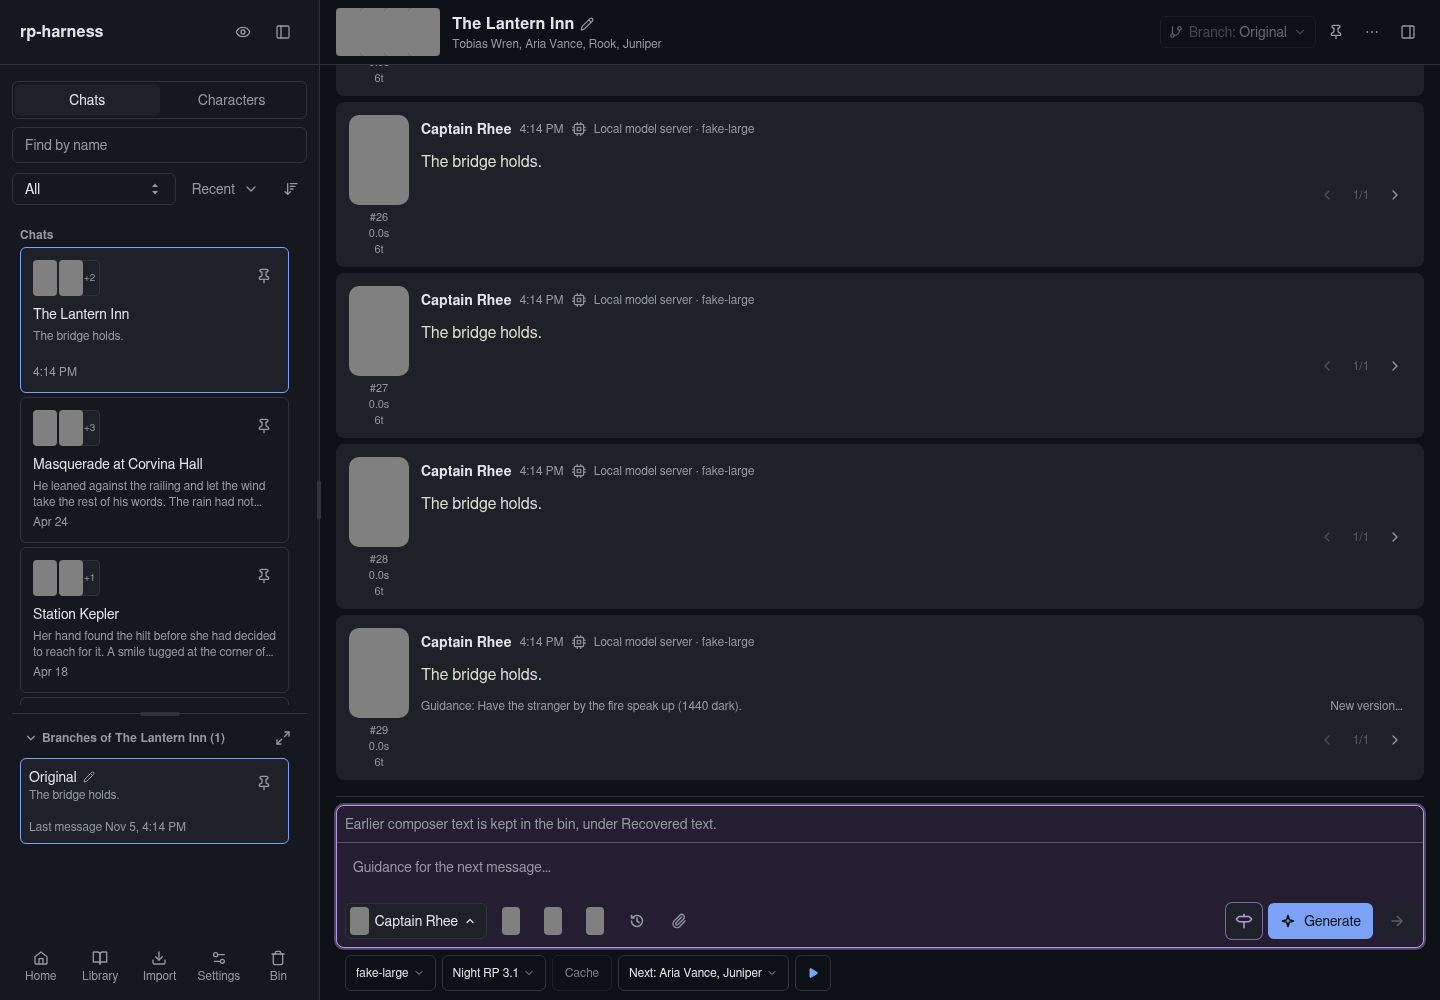 rp-harness
Chats
Characters
Find by name
All
Recent
Chats
+2
The Lantern Inn
The bridge holds.
4:14 PM
+3
Masquerade at Corvina Hall
He leaned against the railing and let the wind
take the rest of his words. The rain had not...
Apr 24
+1
Station Kepler
Her hand found the hilt before she had decided
to reach for it. A smile tugged at the corner of...
Apr 18
Branches of The Lantern Inn (1)
Original
The bridge holds.
Last message Nov 5, 4:14 PM
Home
Library
Import
Settings
Bin
The Lantern Inn
Tobias Wren, Aria Vance, Rook, Juniper
Branch: Original
6t
Captain Rhee 4:14 PM Local model server · fake-large
The bridge holds.
1/1
#26
0.0s
6t
Captain Rhee 4:14 PM Local model server · fake-large
The bridge holds.
1/1
#27
0.0s
6t
Captain Rhee 4:14 PM Local model server · fake-large
The bridge holds.
1/1
#28
0.0s
6t
Captain Rhee 4:14 PM Local model server · fake-large
The bridge holds.
Guidance: Have the stranger by the fire speak up (1440 dark).
New version...
1/1
#29
0.0s
6t
Earlier composer text is kept in the bin, under Recovered text.
Guidance for the next message...
Captain Rhee
Generate
fake-large
Night RP 3.1
Cache
Next: Aria Vance, Juniper